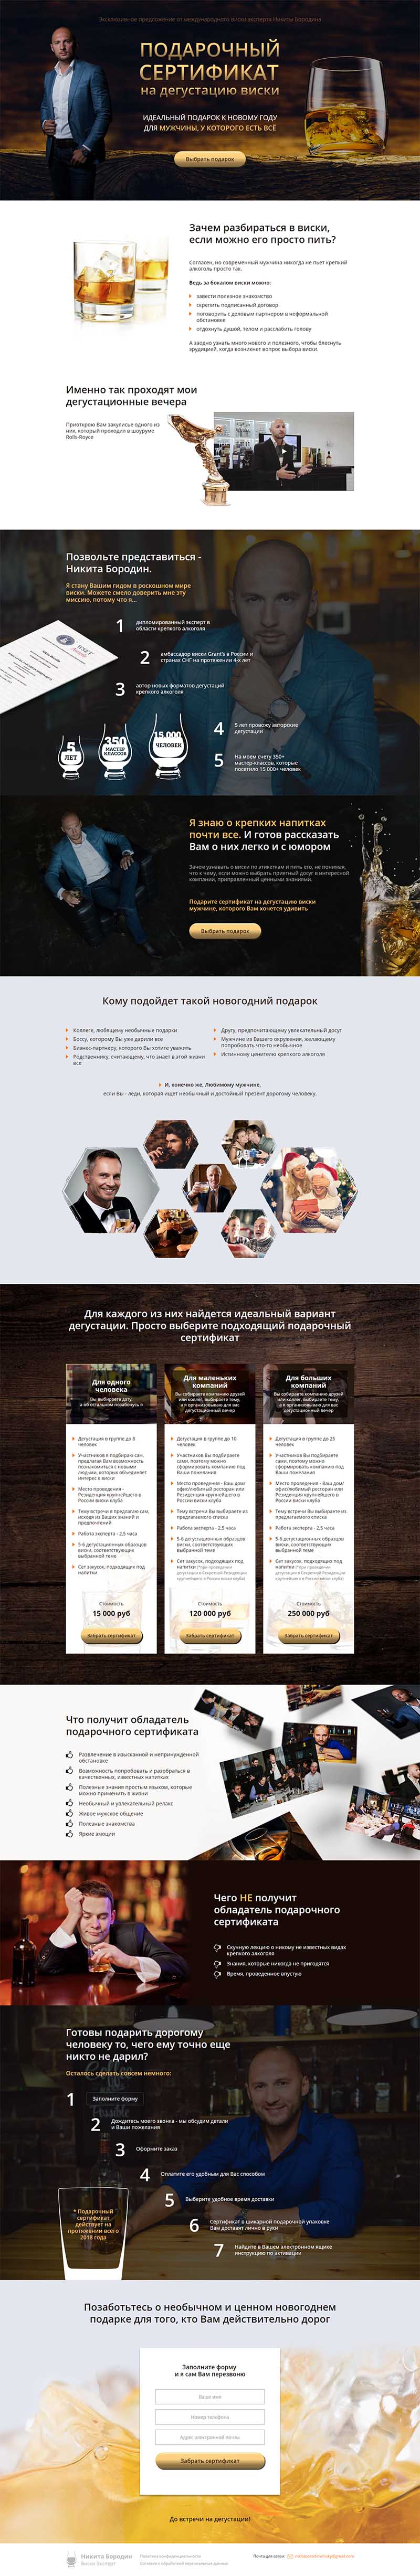 Эксклюзивное предложение от международного виски эксперта Никиты Бородина
ПОДАРОЧНЫЙ
СЕРТИФИКАТ
на дегустацию виски
ИДЕАЛЬНЫЙ ПОДАРОК К НОВОМУ ГОДУ
ДЛЯ МУЖЧИНЫ, У КОТОРОГО ЕСТЬ ВСЁ
Выбрать подарок
Зачем разбираться в виски,
если можно его просто пить?
Согласен, но современный мужчина никогда не пьет крепкий
алкоголь просто так.
Ведь за бокалом виски можно:
завести полезное знакомство
скрепить подписанный договор
поговорить с деловым партнером в неформальной
обстановке
отдохнуть душой, телом и расслабить голову
А заодно узнать много нового и полезного, чтобы блеснуть
эрудицией, когда возникнет вопрос выбора виски.
Именно так проходят мои
дегустационные вечера
Приоткрою Вам закулисье одного из
них, который проходил в шоуруме
Rolls-Royce
Позвольте представиться -
Никита Бородин.
Я стану Вашим гидом в роскошном мире
виски. Можете смело доверить мне эту
миссию, потому что я...
1 дипломированный эксперт в
области крепкого алкоголя
2 амбассадор виски Grant's в России и
странах СНГ на протяжении 4-х лет
3 автор новых форматов дегустаций
крепкого алкоголя
5
ЛЕТ
350
МАСТЕР
КЛАССОВ
15 000
ЧЕЛОВЕК
4 5 лет провожу авторские
дегустации
5 На моем счету 350+
мастер-классов, которые
посетило 15 000+ человек
Я знаю о крепких напитках
почти все. И готов рассказать
Вам о них легко и с юмором
Зачем узнавать о виски по этикеткам и пить его, не понимая,
что к чему, если можно выбрать приятный досуг в интересной
компании, приправленный ценными знаниями.
Подарите сертификат на дегустацию виски
мужчине, которого Вам хочется удивить
Выбрать подарок
Кому подойдет такой новогодний подарок
Коллеге, любящему необычные подарки
Боссу, которому Вы уже дарили все
Бизнес-партнеру, которого Вы хотите уважить
Родственнику, считающему, что знает в этой жизни
все
Другу, предпочитающему увлекательный досуг
Мужчине из Вашего окружения, желающему
попробовать что-то необычное
Истинному ценителю крепкого алкоголя
И, конечно же, Любимому мужчине,
если Вы - леди, которая ищет необычный и достойный презент дорогому человеку.
Для каждого из них найдется идеальный вариант
дегустации. Просто выберите подходящий подарочный
сертификат
Для одного
человека
Вы выбираете дату,
а об остальном позабочусь я
Дегустация в группе до 8
человек
Участников я подбираю сам,
предлагая Вам возможность
познакомиться с новыми
людьми, которых объединяет
интерес к виски
Место проведения -
Резиденция крупнейшего в
России виски клуба
Тему встречи я предлагаю сам,
исходя из Ваших знаний и
предпочтений
Работа эксперта - 2,5 часа
5-6 дегустационных образцов
виски, соответствующих
выбранной теме
Сет закусок, подходящих под
напитки
Стоимость
15 000 руб
Забрать сертификат
Для маленьких
компаний
Вы собираете компанию друзей
или коллег, выбираете тему,
а я организовываю для вас
дегустационный вечер
Дегустация в группе до 10
человек
Участников Вы подбираете
сами, поэтому можно
сформировать компанию под
Ваши пожелания
Место проведения - Ваш дом/
офис/любимый ресторан или
Резиденция крупнейшего в
России виски клуба
Тему встречи Вы выбираете из
предлагаемого списка
Работа эксперта - 2,5 часа
5-6 дегустационных образцов
виски, соответствующих
выбранной теме
Сет закусок, подходящих под
напитки (При проведении
дегустации в Секретной Резиденции
крупнейшего в России виски клуба)
Стоимость
120 000 руб
Забрать сертификат
Для больших
компаний
Вы собираете компанию друзей
или коллег, выбираете тему,
а я организовываю для вас
дегустационный вечер
Дегустация в группе до 25
человек
Участников Вы подбираете
сами, поэтому можно
сформировать компанию под
Ваши пожелания
Место проведения - Ваш дом/
офис/любимый ресторан или
Резиденция крупнейшего в
России виски клуба
Тему встречи Вы выбираете из
предлагаемого списка
Работа эксперта - 2,5 часа
5-6 дегустационных образцов
виски, соответствующих
выбранной теме
Сет закусок, подходящих под
напитки (При проведении
дегустации в Секретной Резиденции
крупнейшего в России виски клуба)
Стоимость
250 000 руб
Забрать сертификат
Что получит обладатель
подарочного сертификата
Развлечение в изысканной и непринужденной
обстановке
Возможность попробовать и разобраться в
качественных, известных напитках
Полезные знания простым языком, которые
можно применить в жизни
Необычный и увлекательный релакс
Живое мужское общение
Полезные знакомства
Яркие эмоции
Чего НЕ получит
обладатель подарочного
сертификата
Скучную лекцию о никому не известных видах
крепкого алкоголя
Знания, которые никогда не пригодятся
Время, проведенное впустую
Готовы подарить дорогому
человеку то, чего ему точно еще
никто не дарил?
Осталось сделать совсем немного:
1 Заполните форму
2 Дождитесь моего звонка - мы обсудим детали
и Ваши пожелания
3 Оформите заказ
4 Оплатите его удобным для Вас способом
5 Выберите удобное время доставки
6 Сертификат в шикарной подарочной упаковке
Вам доставят лично в руки
7 Найдите в Вашем электронном ящике
инструкцию по активации
* Подарочный
сертификат
действует на
протяжении всего
2018 года
Позаботьтесь о необычном и ценном новогоднем
подарке для того, кто Вам действительно дорог
Заполните форму
и я сам Вам перезвоню
Ваше имя
Номер телефона
Адрес электронной почты
Забрать сертификат
До встречи на дегустации!
Никита Бородин
Виски Эксперт
Политика конфиденциальности
Согласие с обработкой персональных данных
Почта для связи: